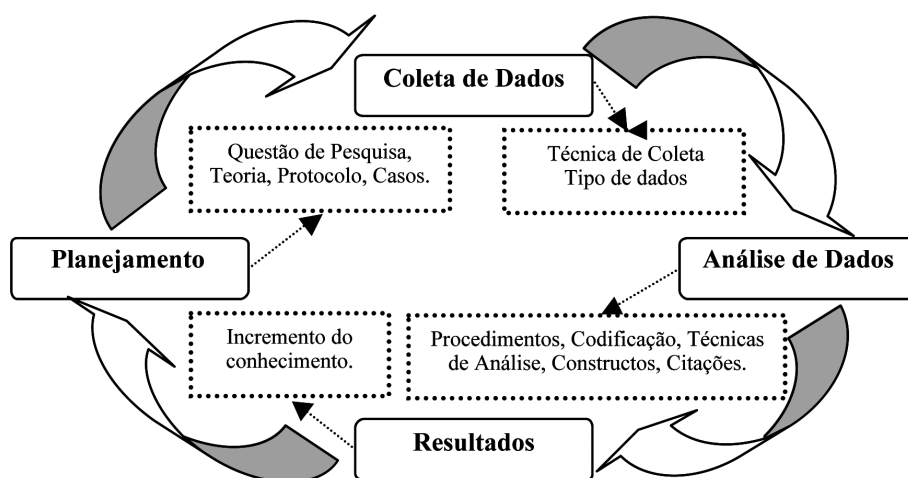 Coleta de Dados
Questão de Pesquisa,
Teoria, Protocolo, Casos.
Técnica de Coleta
Tipo de dados
Planejamento
Análise de Dados
Incremento do
conhecimento.
Procedimentos, Codificação, Técnicas
de Análise, Constructos, Citações.
Resultados